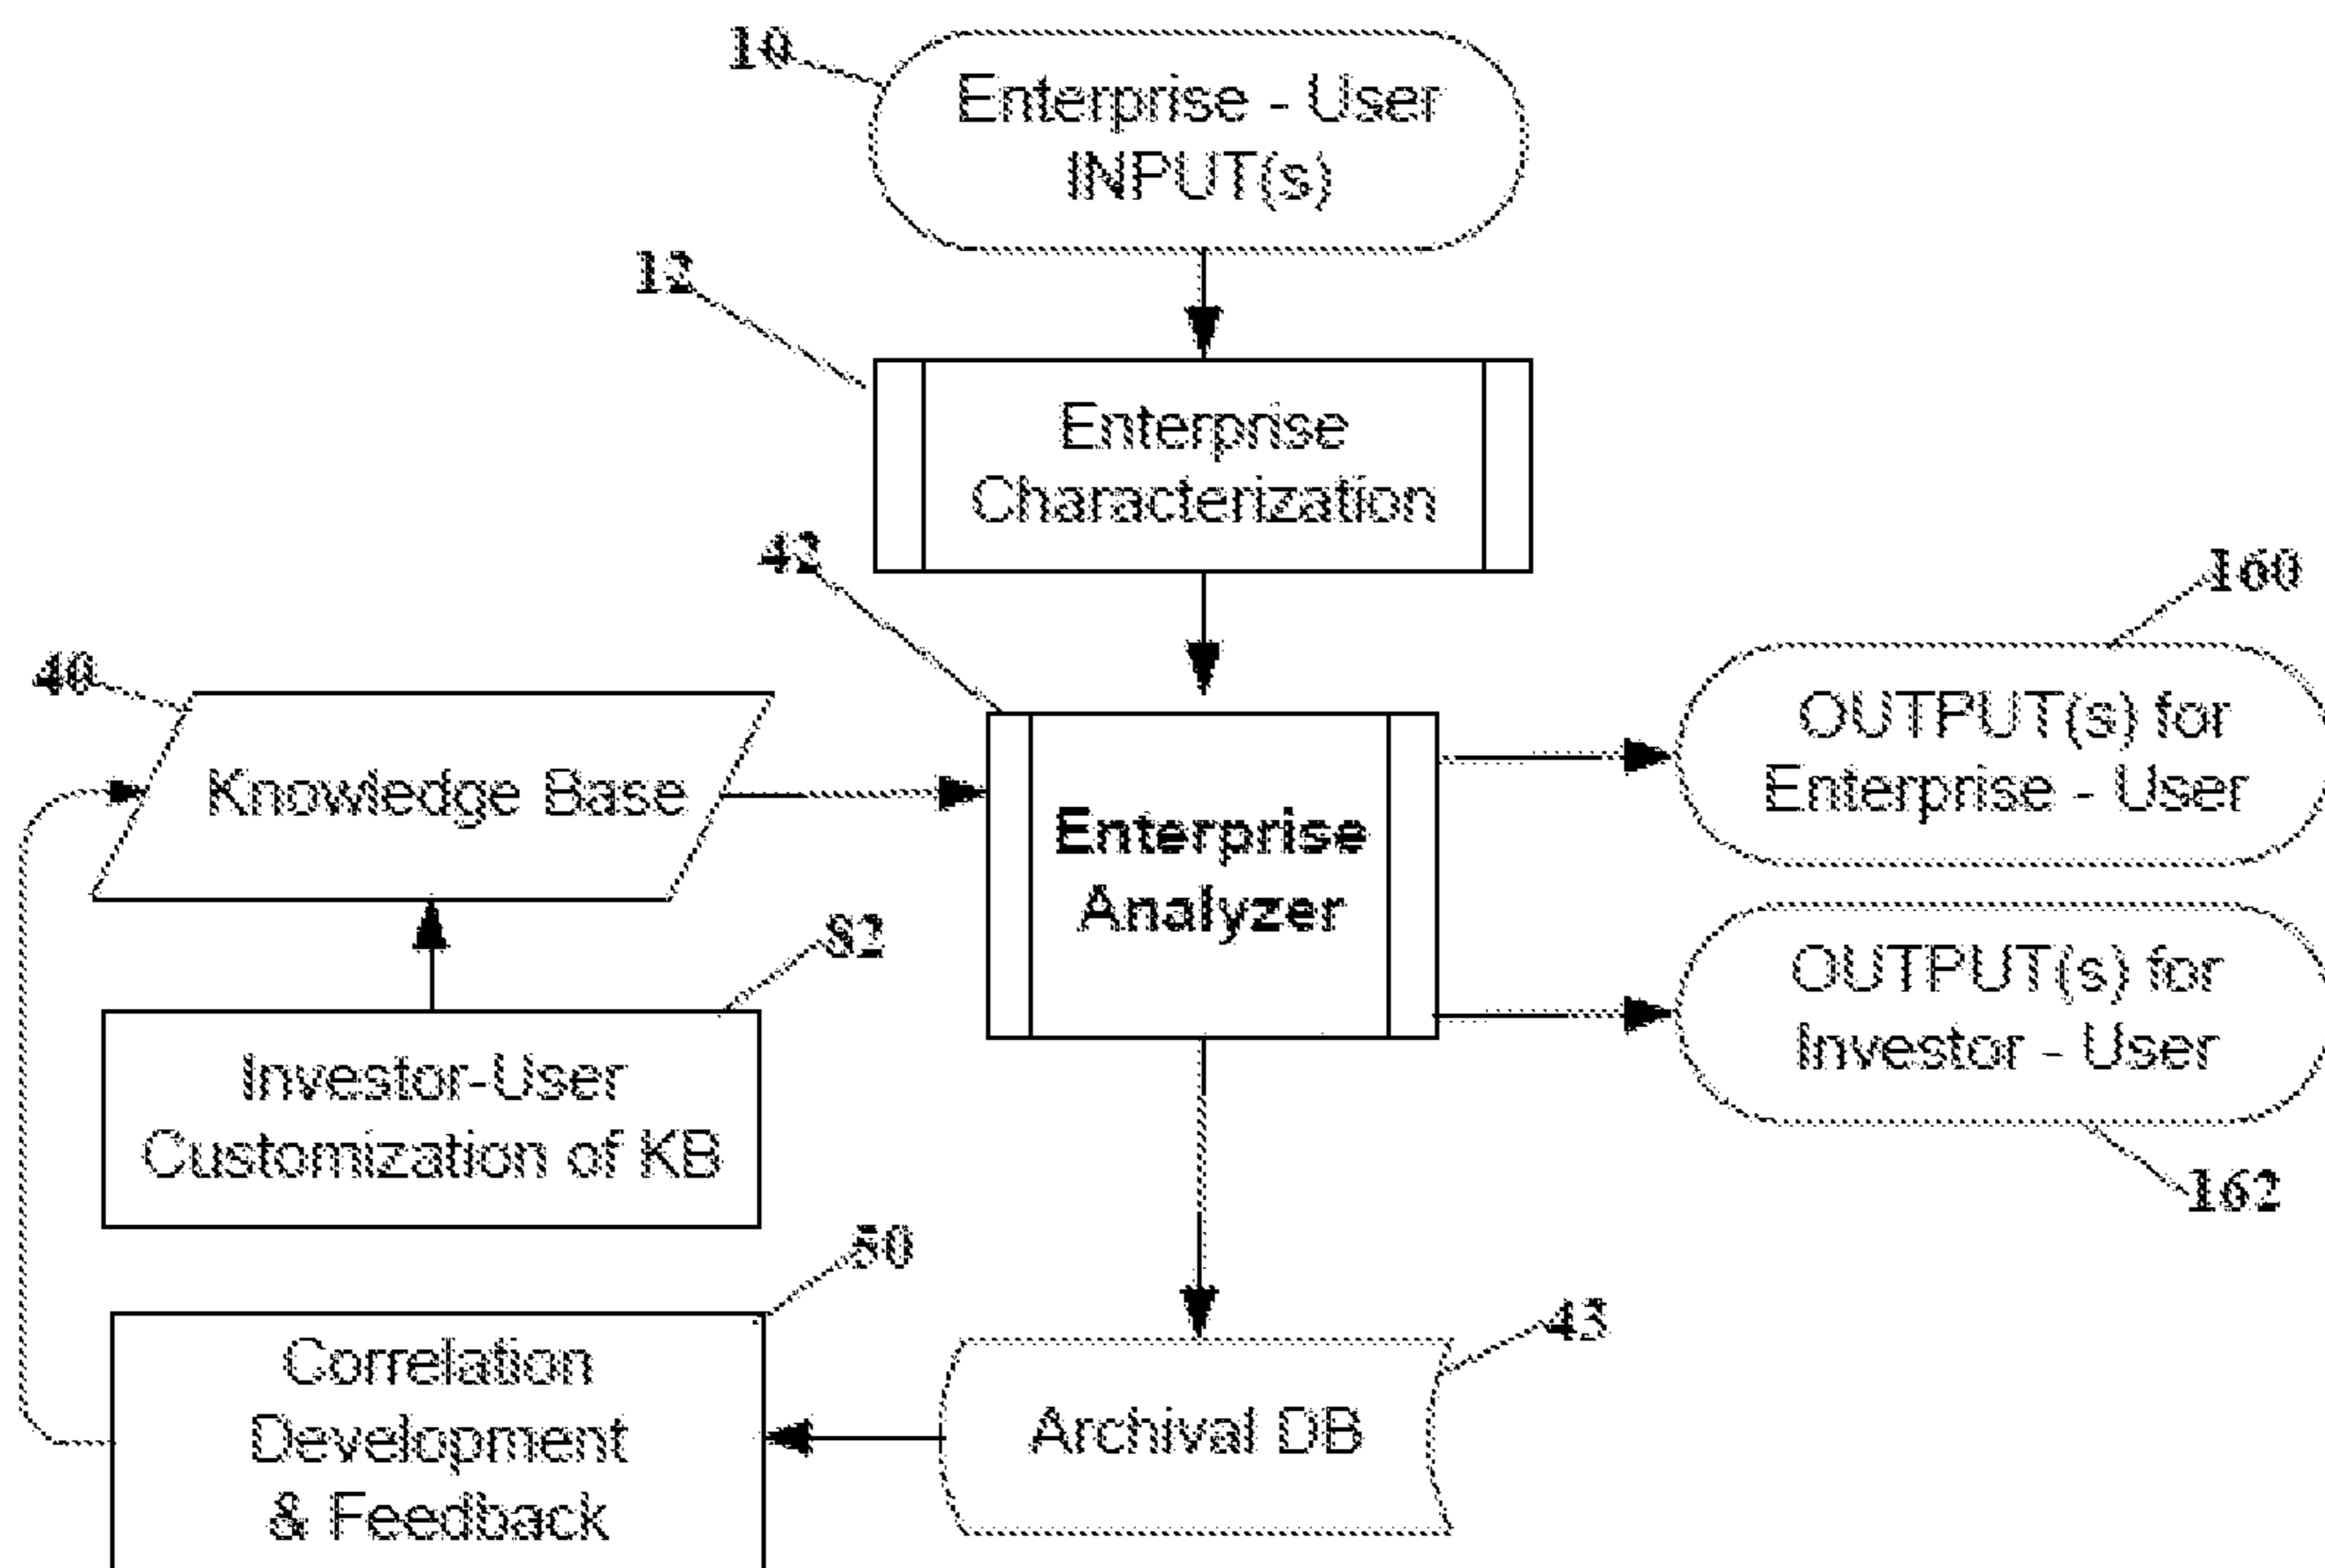 10
Enterprise - User
INPUT(s)
12
Enterprise
Characterization
42
160
40
OUTPUT(s) for
Enterprise - User
Knowledge Base
Enterprise
Analyzer
82
OUTPUT(s) for
Investor - User
Investor-User
Customization of KB
162
50
43
Correlation
Development
& Feedback
Archival DB